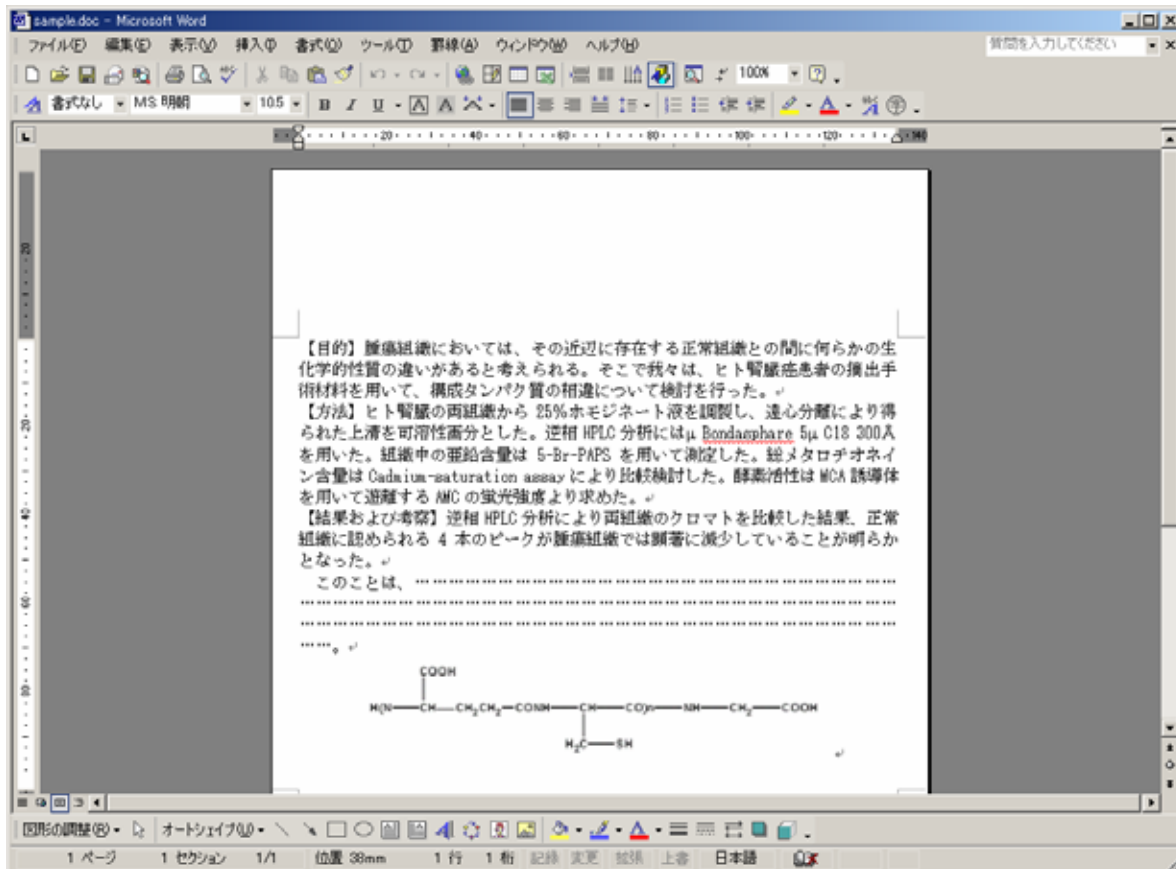 sample.doc - Microsoft Word
ファイル(F) 編集(E) 表示(V) 挿入(I) 書式(O) ツール(T) 罫線(A) ウィンドウ(W) ヘルプ(H) 質問を入力してください
100%
書式なし MS 明朝 10.5 B I U A A A
20 40 60 80 100 120 140
【目的】腫瘍組織においては、その近辺に存在する正常組織との間に何らかの生
化学的性質の違いがあると考えられる。そこで我々は、ヒト腎臓癌患者の摘出手
術材料を用いて、構成タンパク質の相違について検討を行った。
【方法】ヒト腎臓の両組織から 25%ホモジネート液を調製し、遠心分離により得
られた上清を可溶性画分とした。逆相 HPLC 分析にはμ Bondasphare 5μ C18 300Å
を用いた。組織中の亜鉛含量は 5-Br-PAPS を用いて測定した。総メタロチオネイ
ン含量は Cadmium-saturation assay により比較検討した。酵素活性は MCA 誘導体
を用いて遊離する AMC の蛍光強度より求めた。
【結果および考察】逆相 HPLC 分析により両組織のクロマトを比較した結果、正常
組織に認められる 4 本のピークが腫瘍組織では顕著に減少していることが明らか
となった。
このことは、………………………………………………………………………………
………………………………………………………………………………………………
………………………………………………………………………………………………
……。
COOH
H(N—CH—CH₂CH₂—CONH—CH—CO)n—NH—CH₂—COOH
H₂C—SH
図形の調整(R) オートシェイプ(U)
1 ページ 1 セクション 1/1 位置 38mm 1 行 1 桁 記録 変更 拡張 上書 日本語